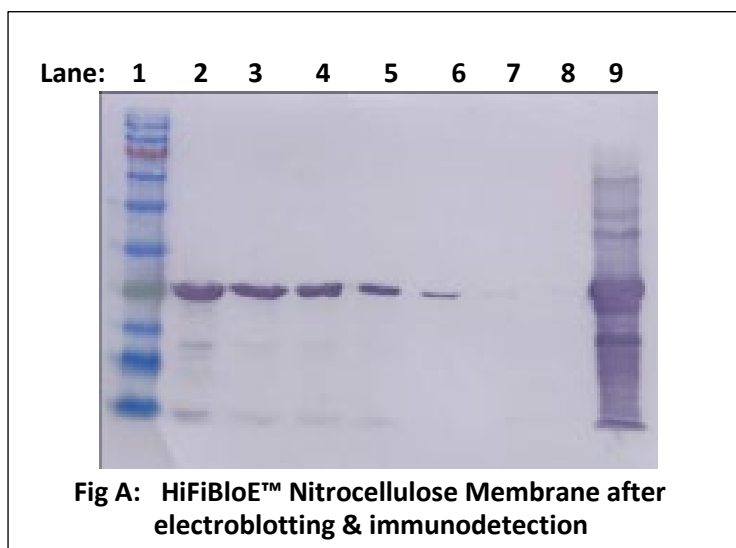 Lane: 1 2 3 4 5 6 7 8 9
Fig A: HiFiBloE™ Nitrocellulose Membrane after
electroblotting & immunodetection